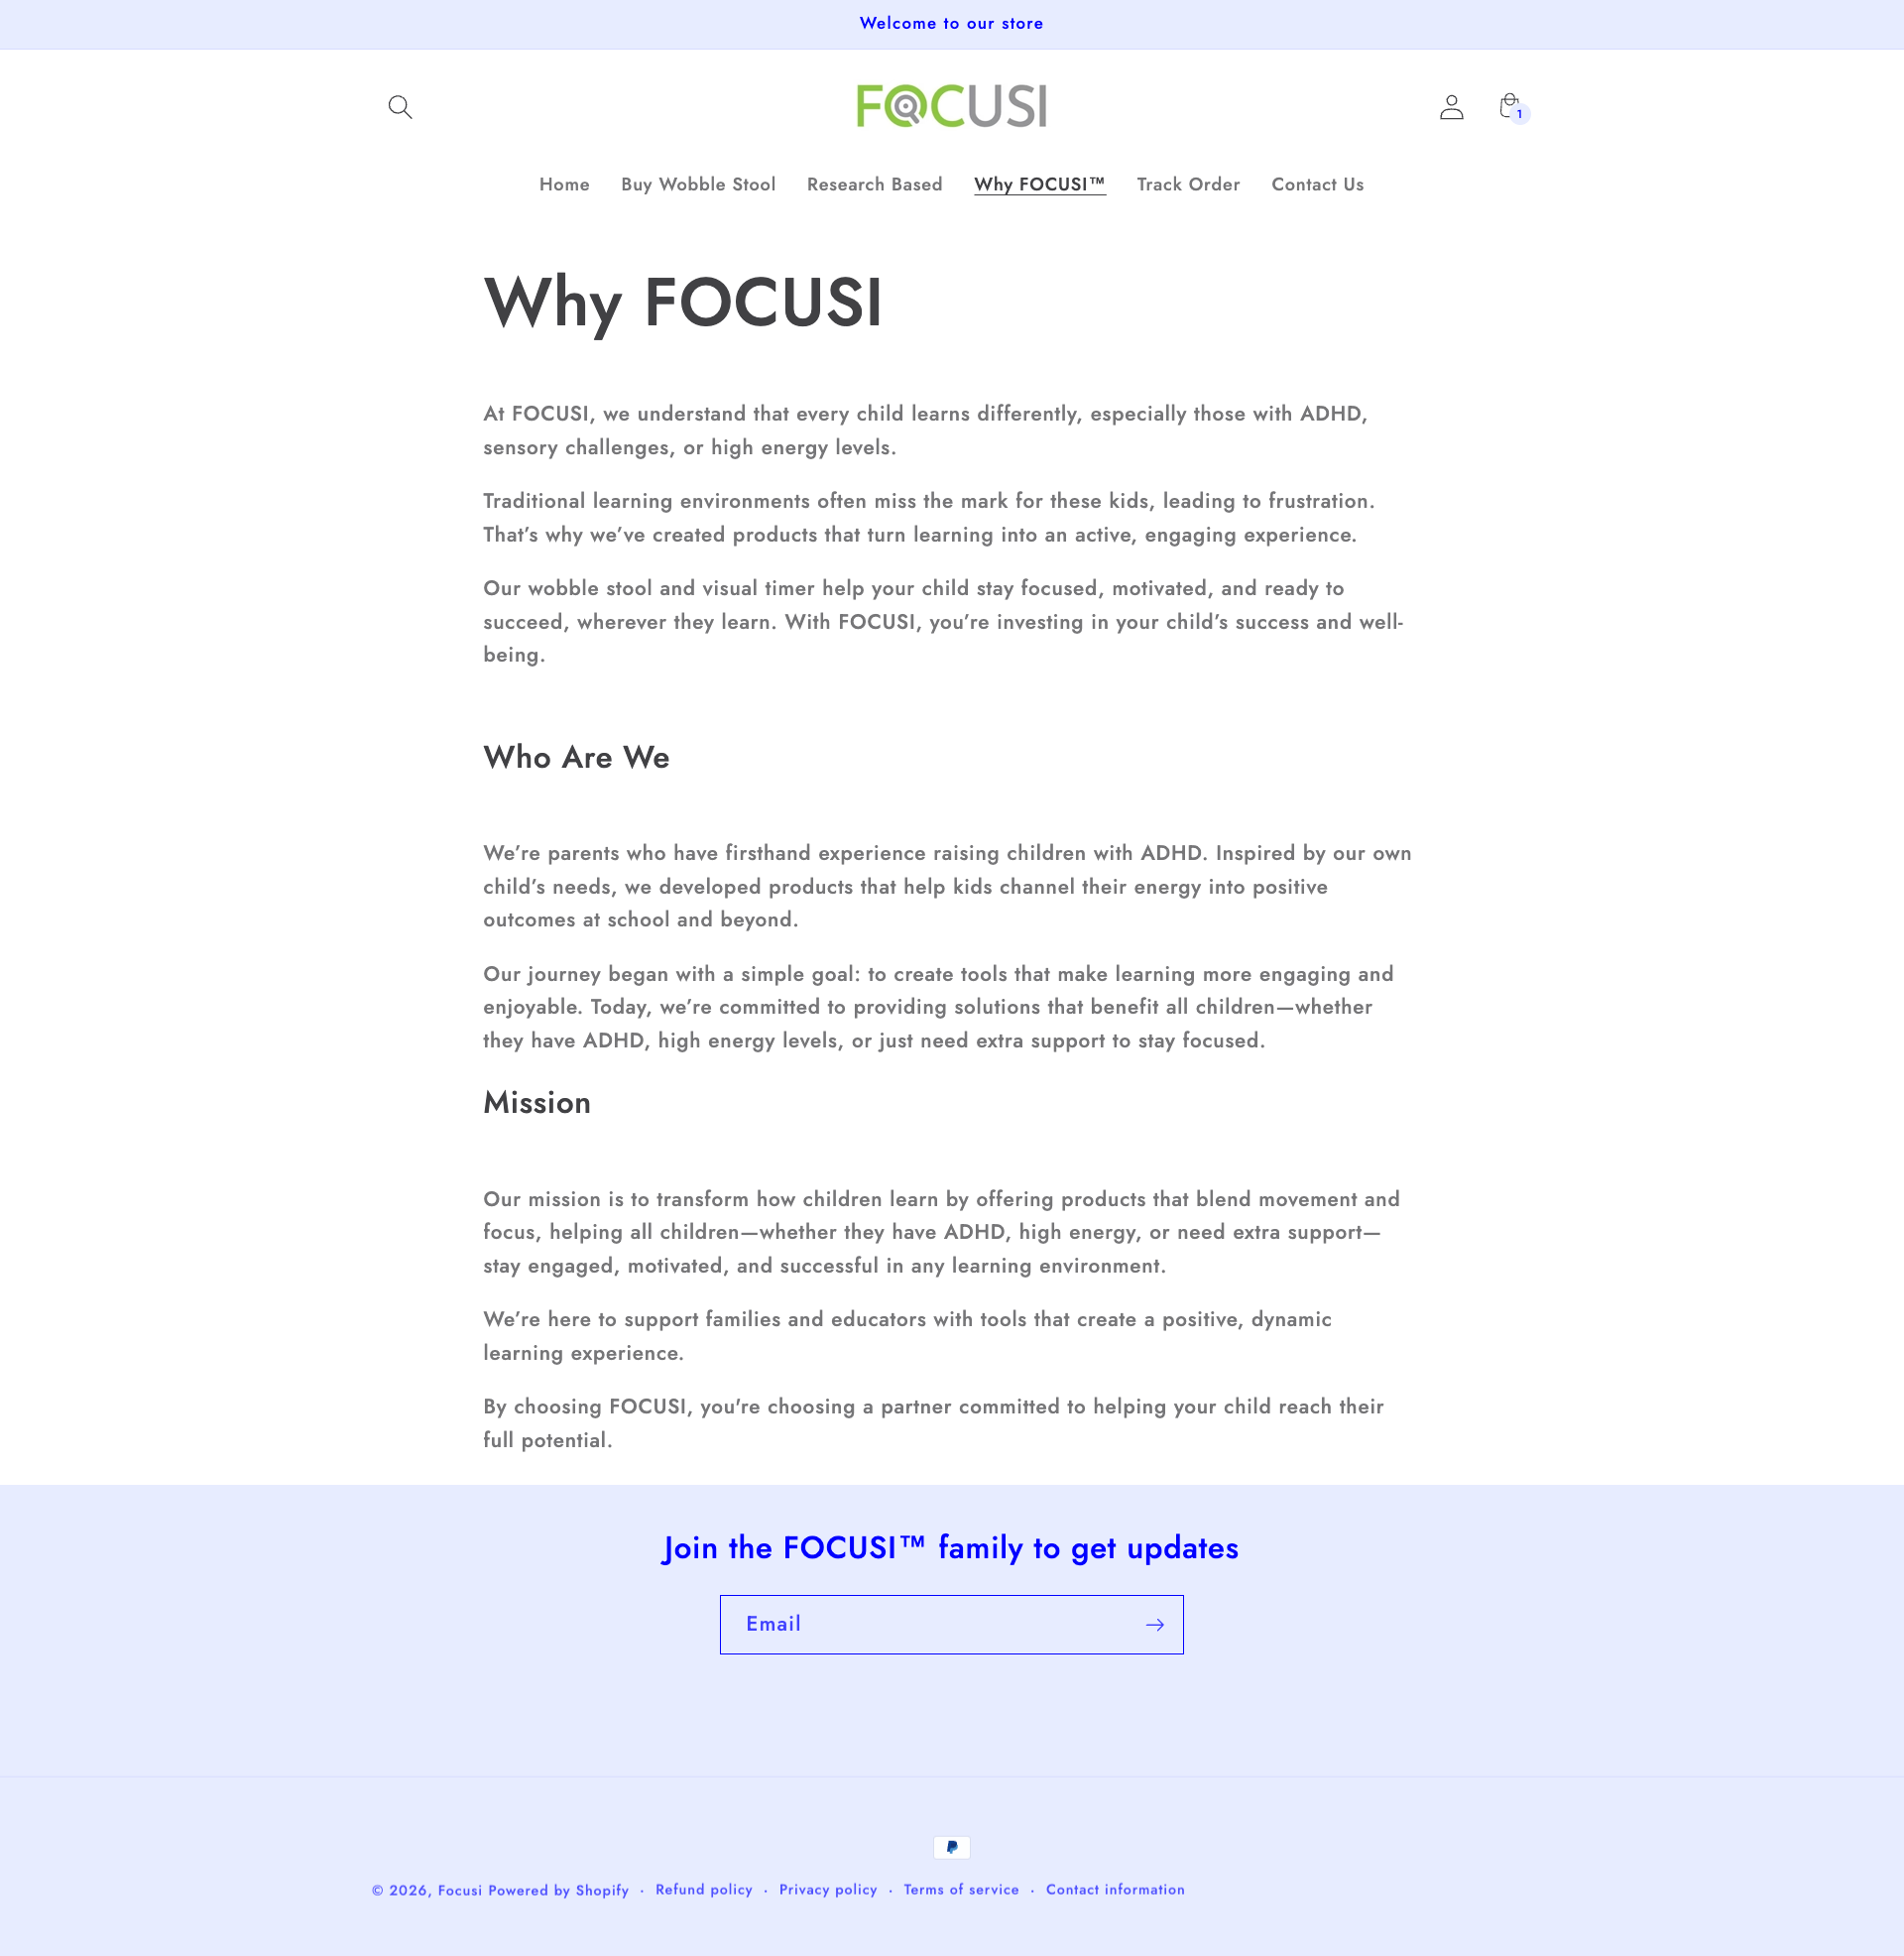 Welcome to our store
FOCUSI
1
Home Buy Wobble Stool Research Based Why FOCUSI™ Track Order Contact Us
Why FOCUSI
At FOCUSI, we understand that every child learns differently, especially those with ADHD,
sensory challenges, or high energy levels.
Traditional learning environments often miss the mark for these kids, leading to frustration.
That’s why we’ve created products that turn learning into an active, engaging experience.
Our wobble stool and visual timer help your child stay focused, motivated, and ready to
succeed, wherever they learn. With FOCUSI, you’re investing in your child’s success and well-
being.
Who Are We
We’re parents who have firsthand experience raising children with ADHD. Inspired by our own
child’s needs, we developed products that help kids channel their energy into positive
outcomes at school and beyond.
Our journey began with a simple goal: to create tools that make learning more engaging and
enjoyable. Today, we’re committed to providing solutions that benefit all children—whether
they have ADHD, high energy levels, or just need extra support to stay focused.
Mission
Our mission is to transform how children learn by offering products that blend movement and
focus, helping all children—whether they have ADHD, high energy, or need extra support—
stay engaged, motivated, and successful in any learning environment.
We’re here to support families and educators with tools that create a positive, dynamic
learning experience.
By choosing FOCUSI, you're choosing a partner committed to helping your child reach their
full potential.
Join the FOCUSI™ family to get updates
Email
© 2026, Focusi Powered by Shopify · Refund policy · Privacy policy · Terms of service · Contact information